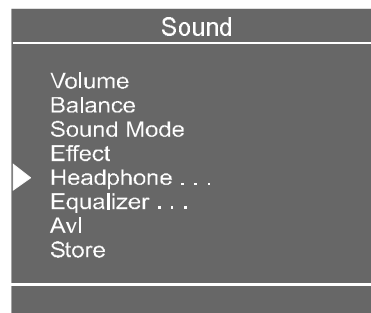 Sound
Volume
Balance
Sound Mode
Effect
Headphone . . .
Equalizer . . .
Avl
Store